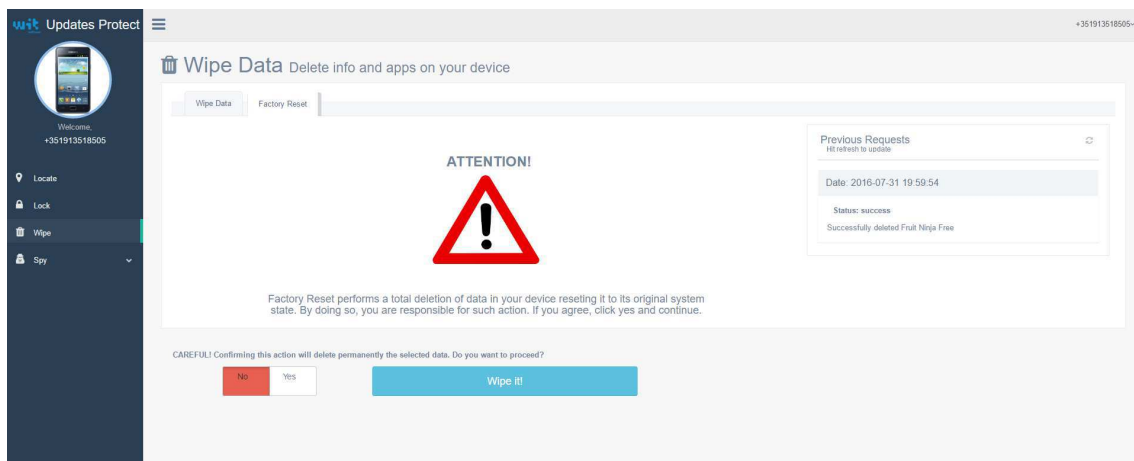 wit Updates Protect
+351913518505
Welcome,
+351913518505
Locate
Lock
Wipe
Spy
Wipe Data Delete info and apps on your device
Wipe Data
Factory Reset
ATTENTION!
Factory Reset performs a total deletion of data in your device reseting it to its original system
state. By doing so, you are responsible for such action. If you agree, click yes and continue.
Previous Requests
Hit refresh to update
Date: 2016-07-31 19:59:54
Status: success
Successfully deleted Fruit Ninja Free
CAREFUL! Confirming this action will delete permanently the selected data. Do you want to proceed?
No
Yes
Wipe it!